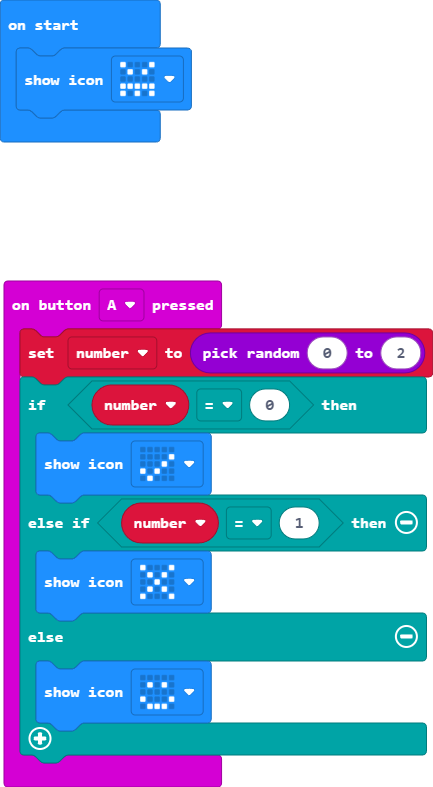 on start
show icon
on button A pressed
set number to pick random 0 to 2
if number = 0 then
show icon
else if number = 1 then
show icon
else
show icon